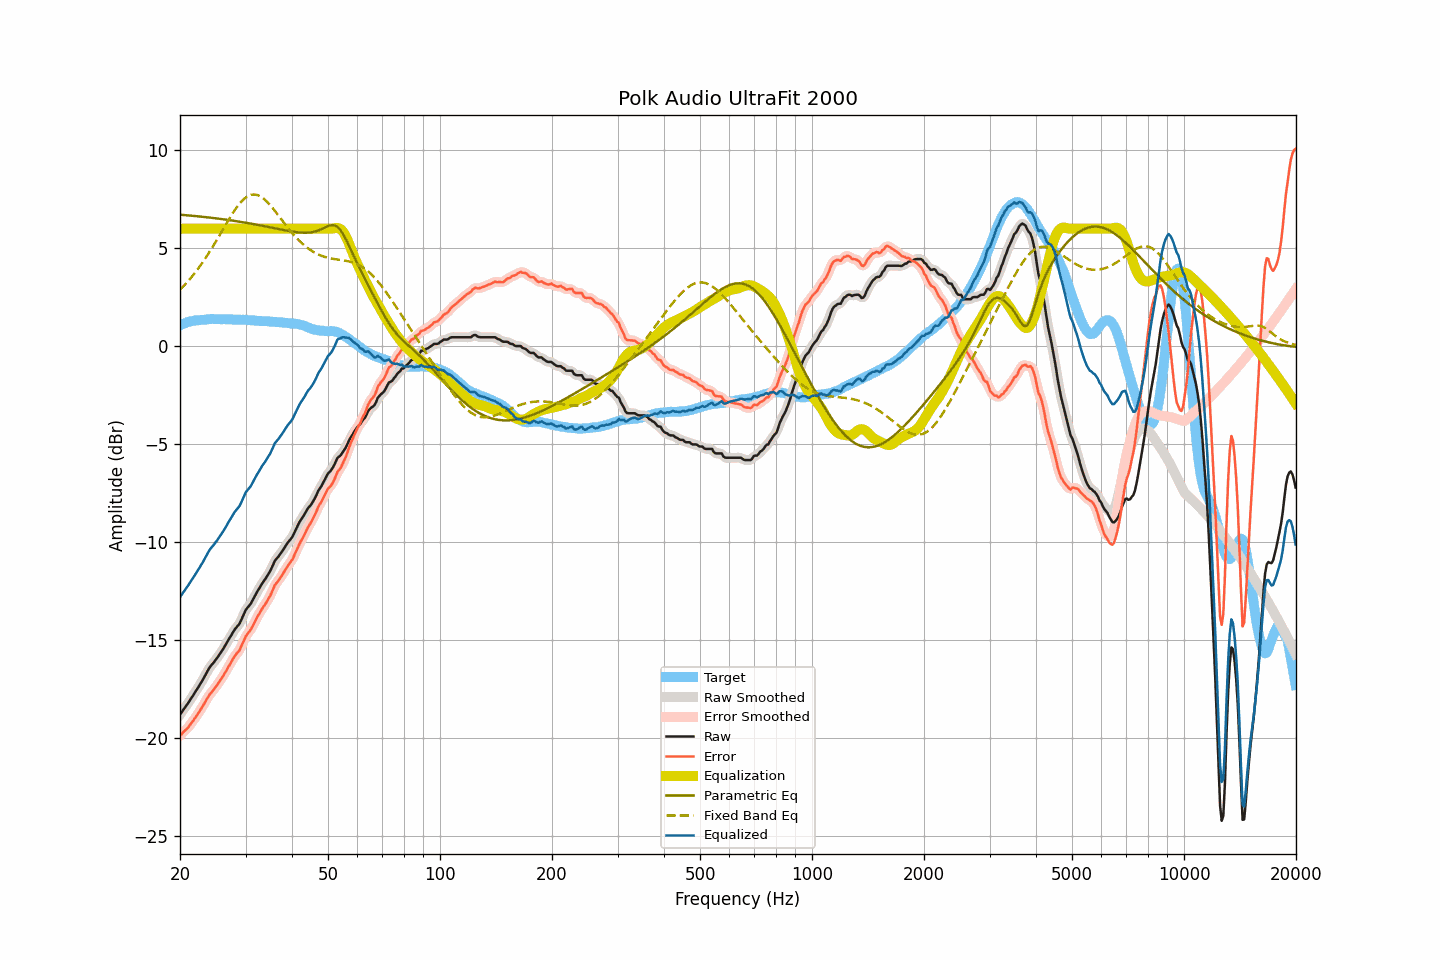 Polk Audio UltraFit 2000
10
5
0
−5
−10
−15
−20
−25
Amplitude (dBr)
Target
Raw Smoothed
Error Smoothed
Raw
Error
Equalization
Parametric Eq
Fixed Band Eq
Equalized
20 50 100 200 500 1000 2000 5000 10000 20000
Frequency (Hz)